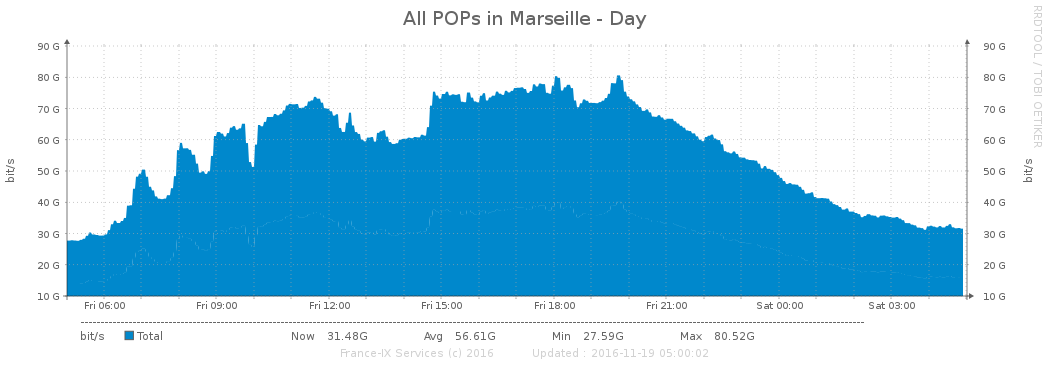 All POPs in Marseille - Day
RRDTOOL / TOBI OETIKER
90 G 90 G
80 G 80 G
70 G 70 G
60 G 60 G
50 G 50 G
40 G 40 G
30 G 30 G
20 G 20 G
10 G 10 G
bit/s bit/s
Fri 06:00 Fri 09:00 Fri 12:00 Fri 15:00 Fri 18:00 Fri 21:00 Sat 00:00 Sat 03:00
bit/s Total Now 31.48G Avg 56.61G Min 27.59G Max 80.52G
France-IX Services (c) 2016 Updated : 2016-11-19 05:00:02